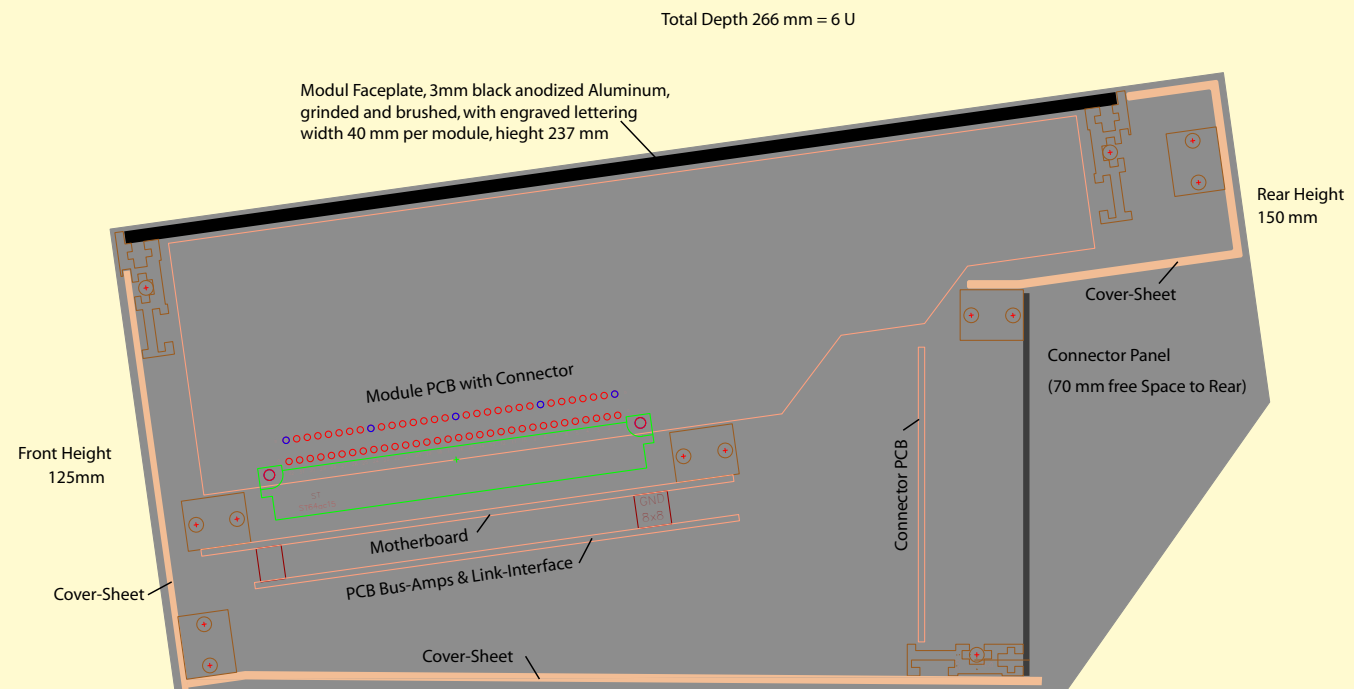 Total Depth 266 mm = 6 U
Modul Faceplate, 3mm black anodized Aluminum,
grinded and brushed, with engraved lettering
width 40 mm per module, hieght 237 mm
Rear Height
150 mm
Cover-Sheet
Connector Panel
(70 mm free Space to Rear)
Module PCB with Connector
Front Height
125mm
Connector PCB
GND
8x8
Motherboard
PCB Bus-Amps & Link-Interface
Cover-Sheet
Cover-Sheet